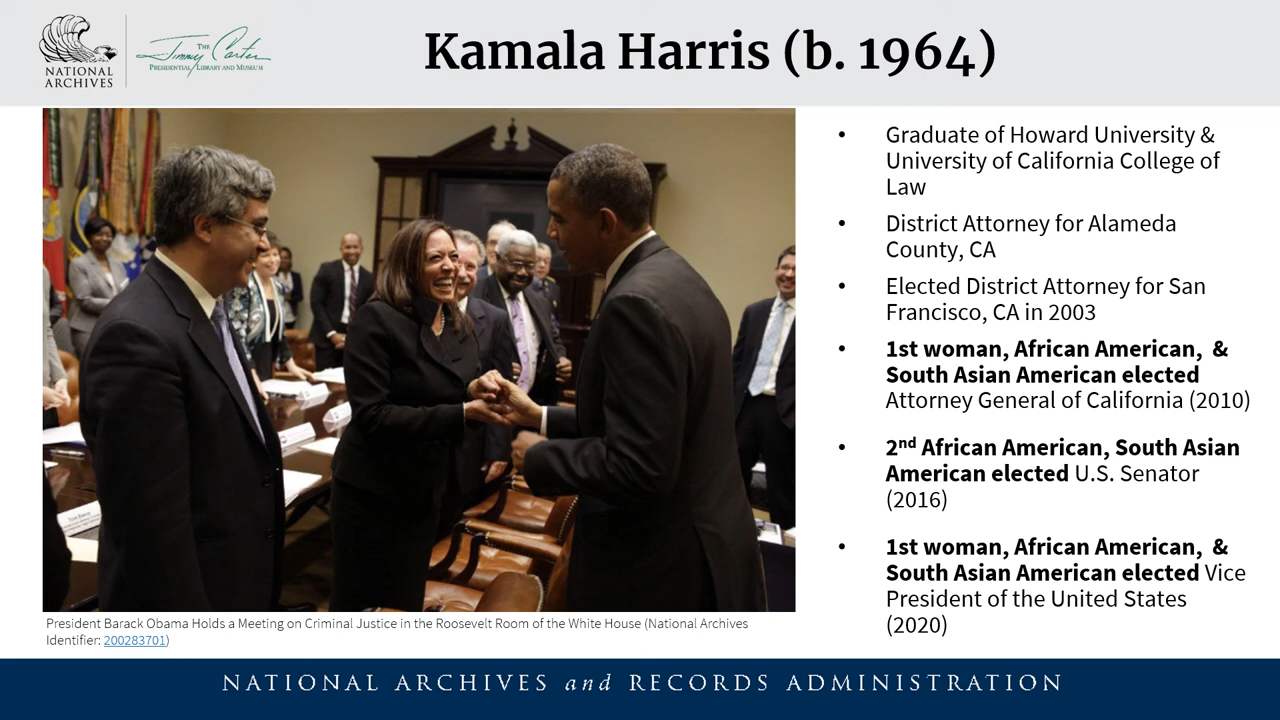 NATIONAL
ARCHIVES
THE
Jimmy Carter
PRESIDENTIAL LIBRARY AND MUSEUM
Kamala Harris (b. 1964)
• Graduate of Howard University &
University of California College of
Law
• District Attorney for Alameda
County, CA
• Elected District Attorney for San
Francisco, CA in 2003
• 1st woman, African American,  &
South Asian American elected
Attorney General of California (2010)
• 2nd African American, South Asian
American elected U.S. Senator
(2016)
• 1st woman, African American,  &
South Asian American elected Vice
President of the United States
(2020)
President Barack Obama Holds a Meeting on Criminal Justice in the Roosevelt Room of the White House (National Archives
Identifier: 200283701)
NATIONAL ARCHIVES and RECORDS ADMINISTRATION